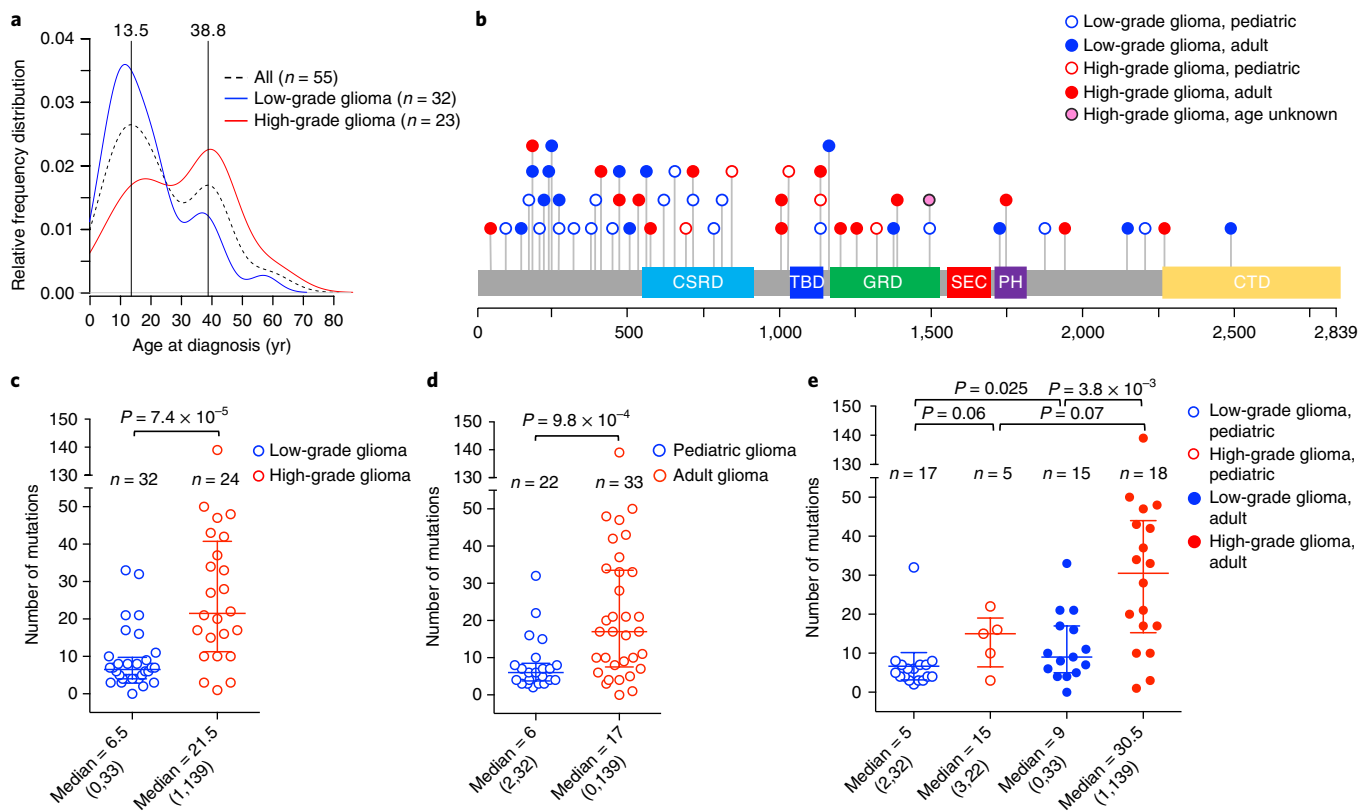 a
13.5
38.8
0.04
0.03
0.02
0.01
0.00
Relative frequency distribution
0
10
20
30
40
50
60
70
80
Age at diagnosis (yr)
All (n = 55)
Low-grade glioma (n = 32)
High-grade glioma (n = 23)
b
Low-grade glioma, pediatric
Low-grade glioma, adult
High-grade glioma, pediatric
High-grade glioma, adult
High-grade glioma, age unknown
CSRD
TBD
GRD
SEC
PH
CTD
0
500
1,000
1,500
2,000
2,500
2,839
c
P = 7.4 × 10⁻⁵
150
140
130
50
40
30
20
10
0
Number of mutations
n = 32
n = 24
Low-grade glioma
High-grade glioma
Median = 6.5
(0,33)
Median = 21.5
(1,139)
d
P = 9.8 × 10⁻⁴
150
140
130
50
40
30
20
10
0
Number of mutations
n = 22
n = 33
Pediatric glioma
Adult glioma
Median = 6
(2,32)
Median = 17
(0,139)
e
P = 0.025
P = 3.8 × 10⁻³
P = 0.06
P = 0.07
150
140
130
50
40
30
20
10
0
Number of mutations
n = 17
n = 5
n = 15
n = 18
Low-grade glioma,
pediatric
High-grade glioma,
pediatric
Low-grade glioma,
adult
High-grade glioma,
adult
Median = 5
(2,32)
Median = 15
(3,22)
Median = 9
(0,33)
Median = 30.5
(1,139)